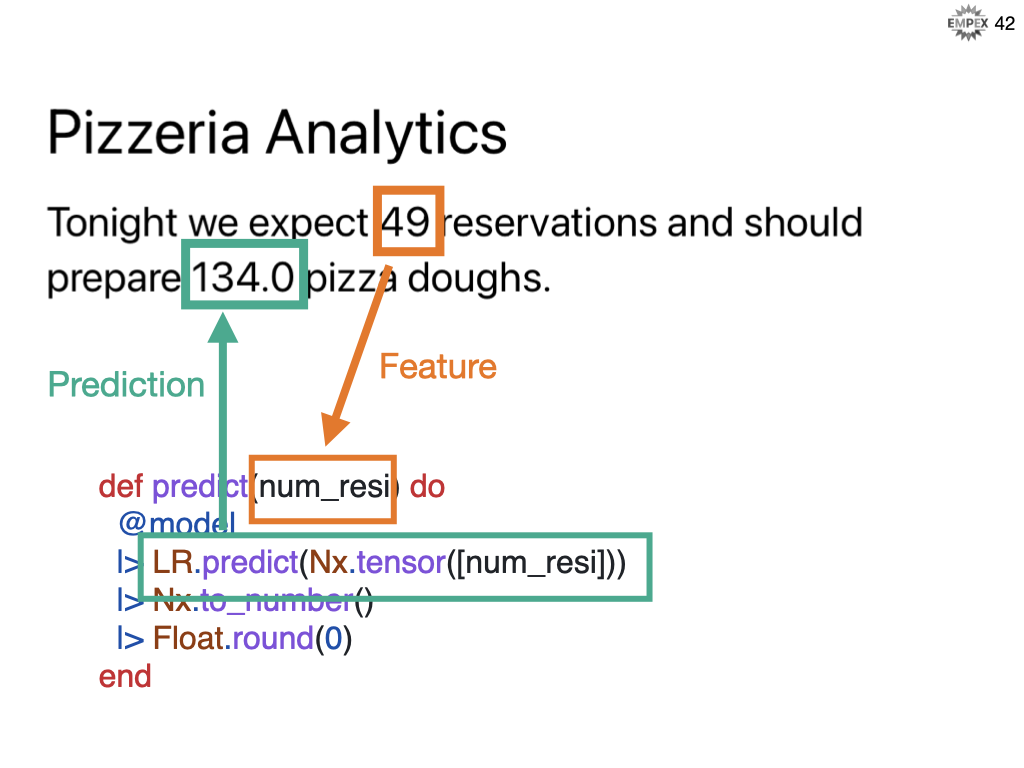 EMPEX 42
Pizzeria Analytics
Tonight we expect 49 reservations and should
prepare 134.0 pizza doughs.
Feature
Prediction
def predict(num_resi) do
@model
|> LR.predict(Nx.tensor([num_resi]))
|> Nx.to_number()
|> Float.round(0)
end